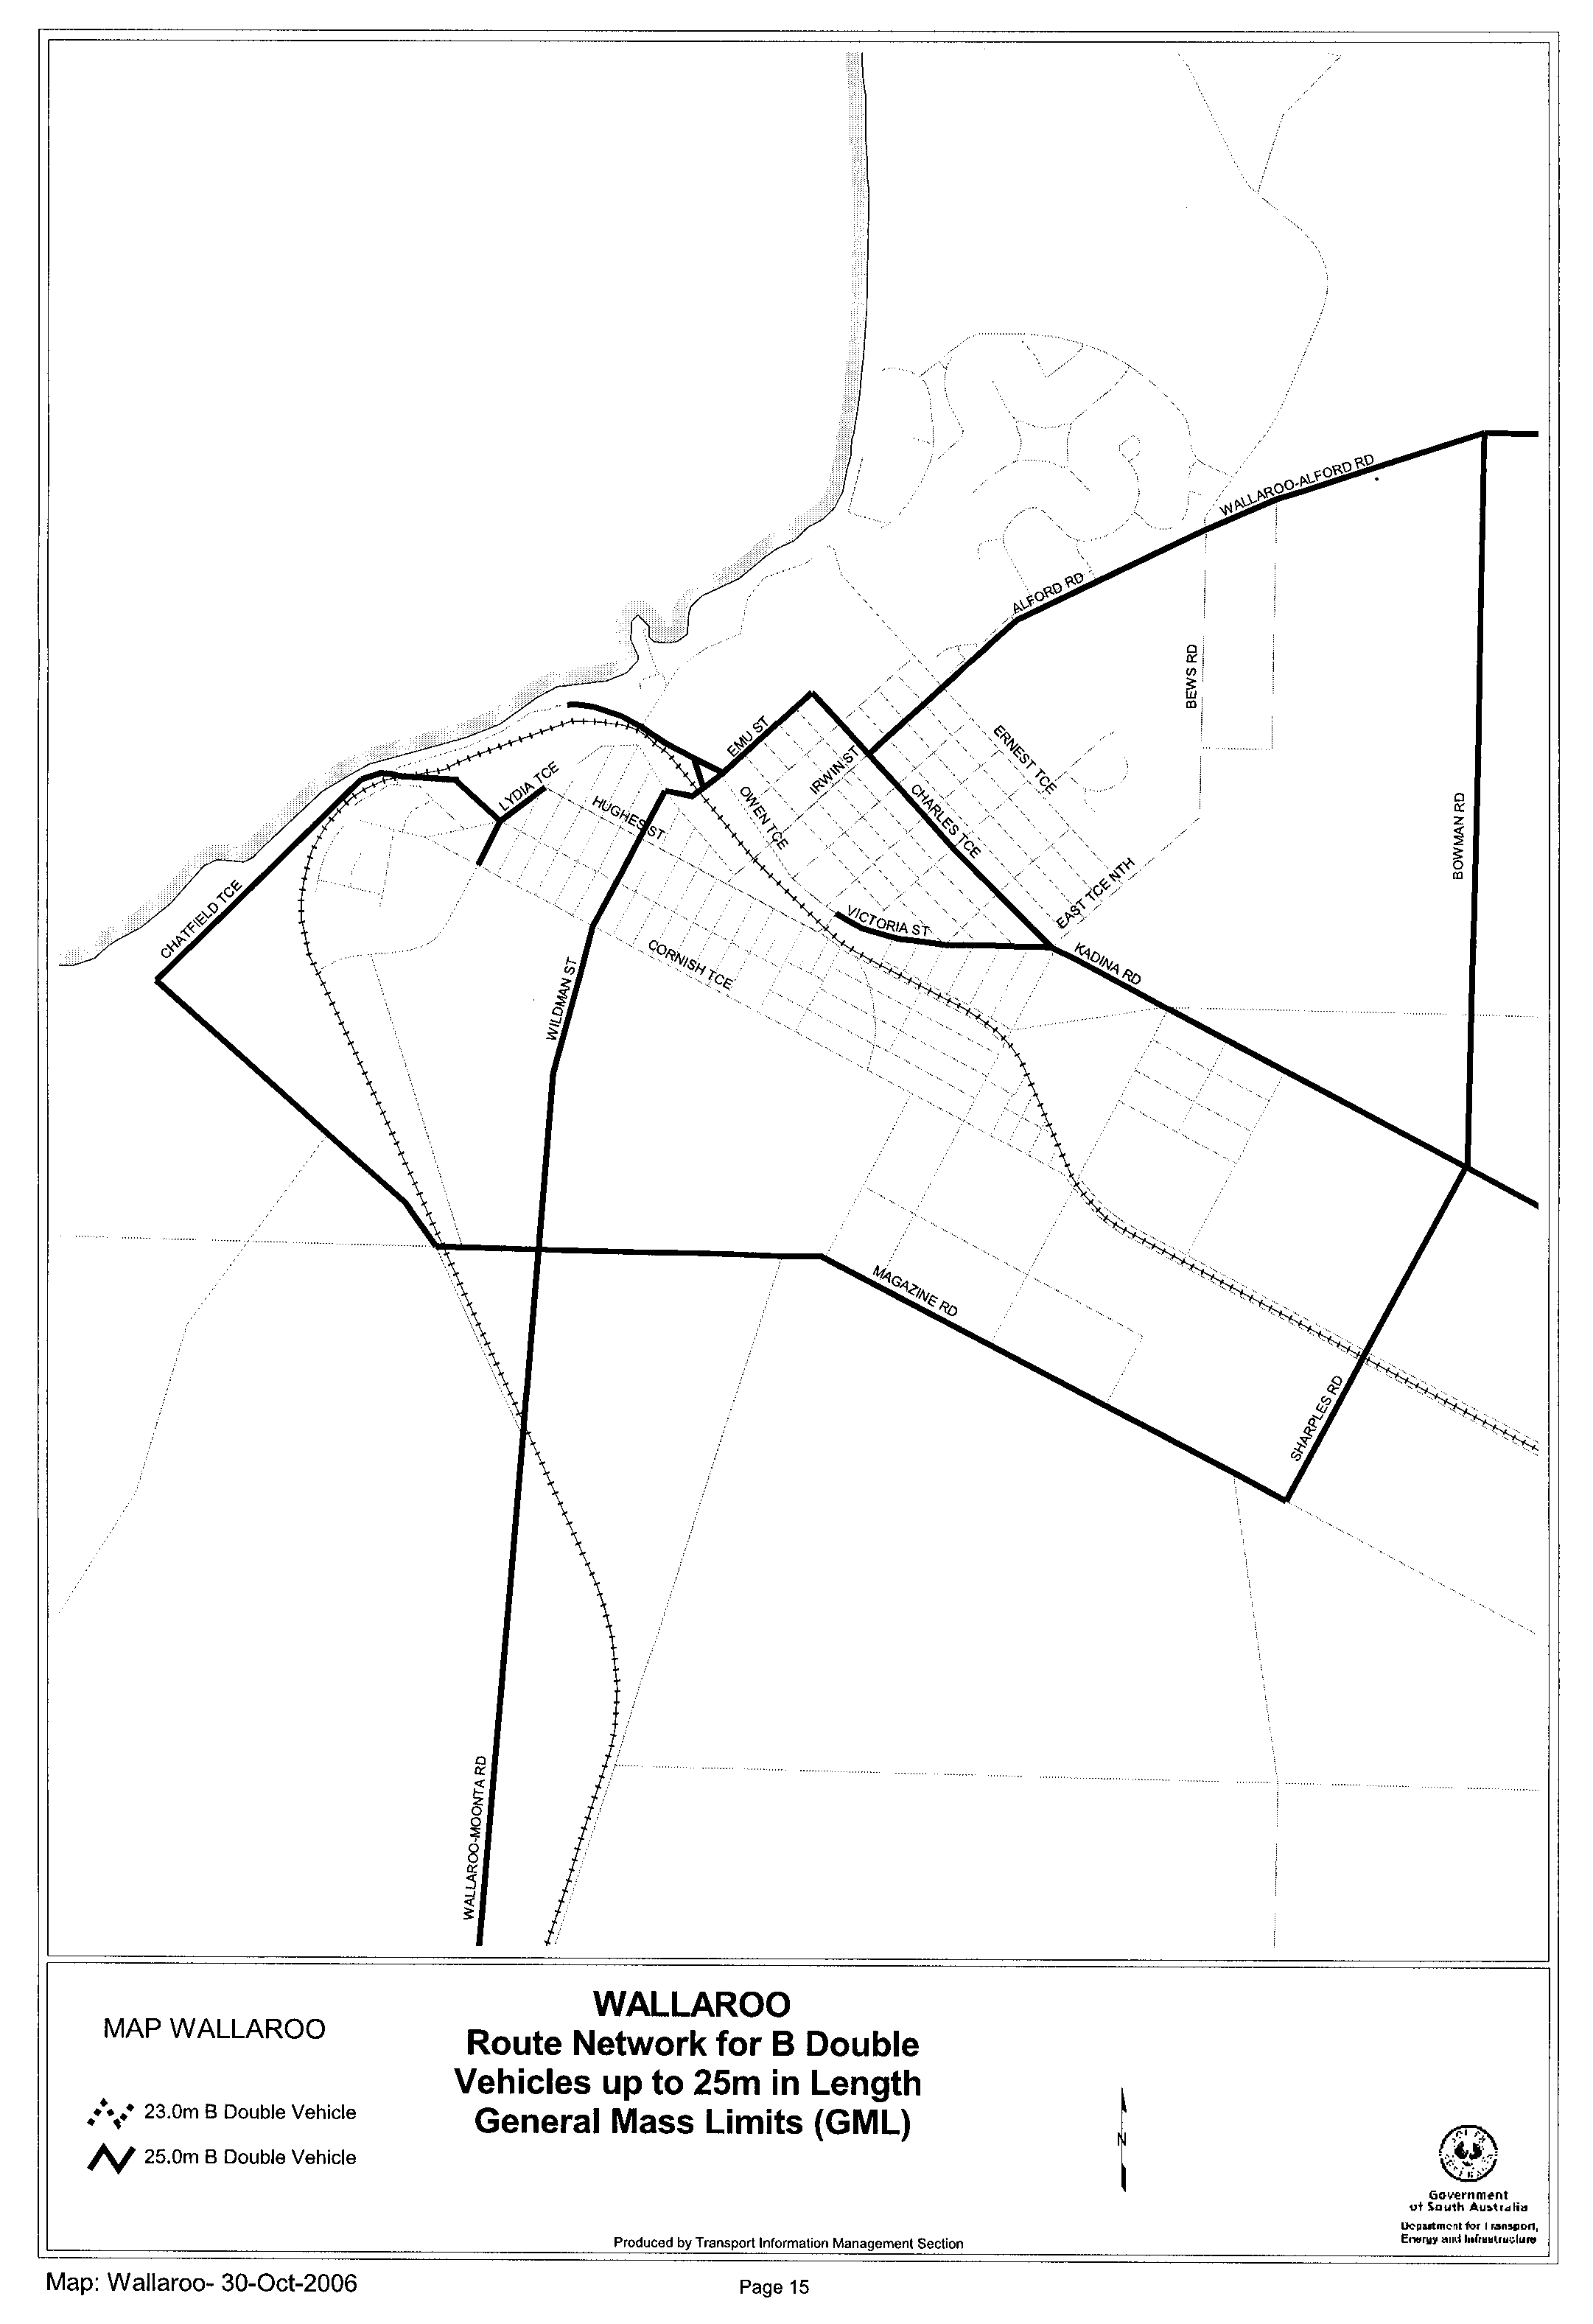 WALLAROO-ALFORD RD
ALFORD RD
BEWS RD
EMU ST
ERNEST TCE
IRWIN ST
LYDIA TCE
OWEN TCE
HUGHES ST
CHARLES TCE
BOWMAN RD
EAST TCE NTH
CHATFIELD TCE
VICTORIA ST
CORNISH TCE
KADINA RD
WILDMAN ST
MAGAZINE RD
SHARPLES RD
WALLAROO-MOONTA RD
MAP WALLAROO
23.0m B Double Vehicle
25.0m B Double Vehicle
WALLAROO
Route Network for B Double
Vehicles up to 25m in Length
General Mass Limits (GML)
N
Government
of South Australia
Department for Transport,
Energy and Infrastructure
Produced by Transport Information Management Section
Map: Wallaroo- 30-Oct-2006
Page 15